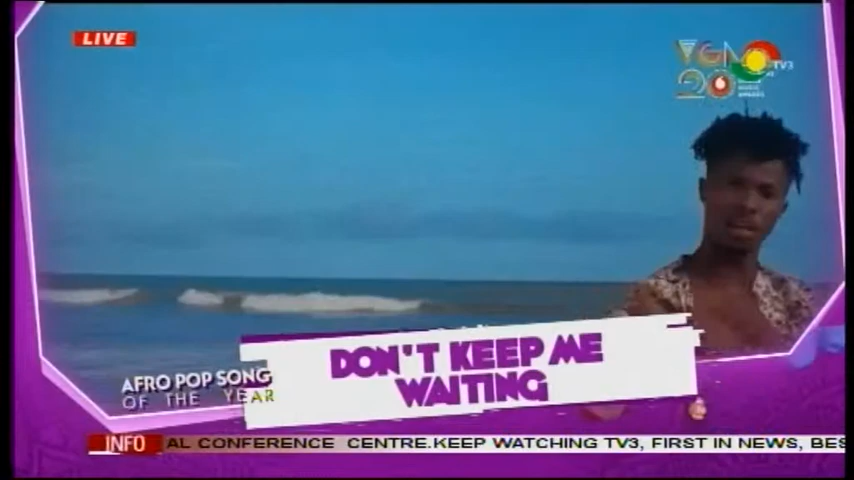 LIVE
VGMA
TV3
20
AFRO POP SONG
OF THE YEAR
DON'T KEEP ME
WAITING
INFO
AL CONFERENCE CENTRE.KEEP WATCHING TV3, FIRST IN NEWS, BES